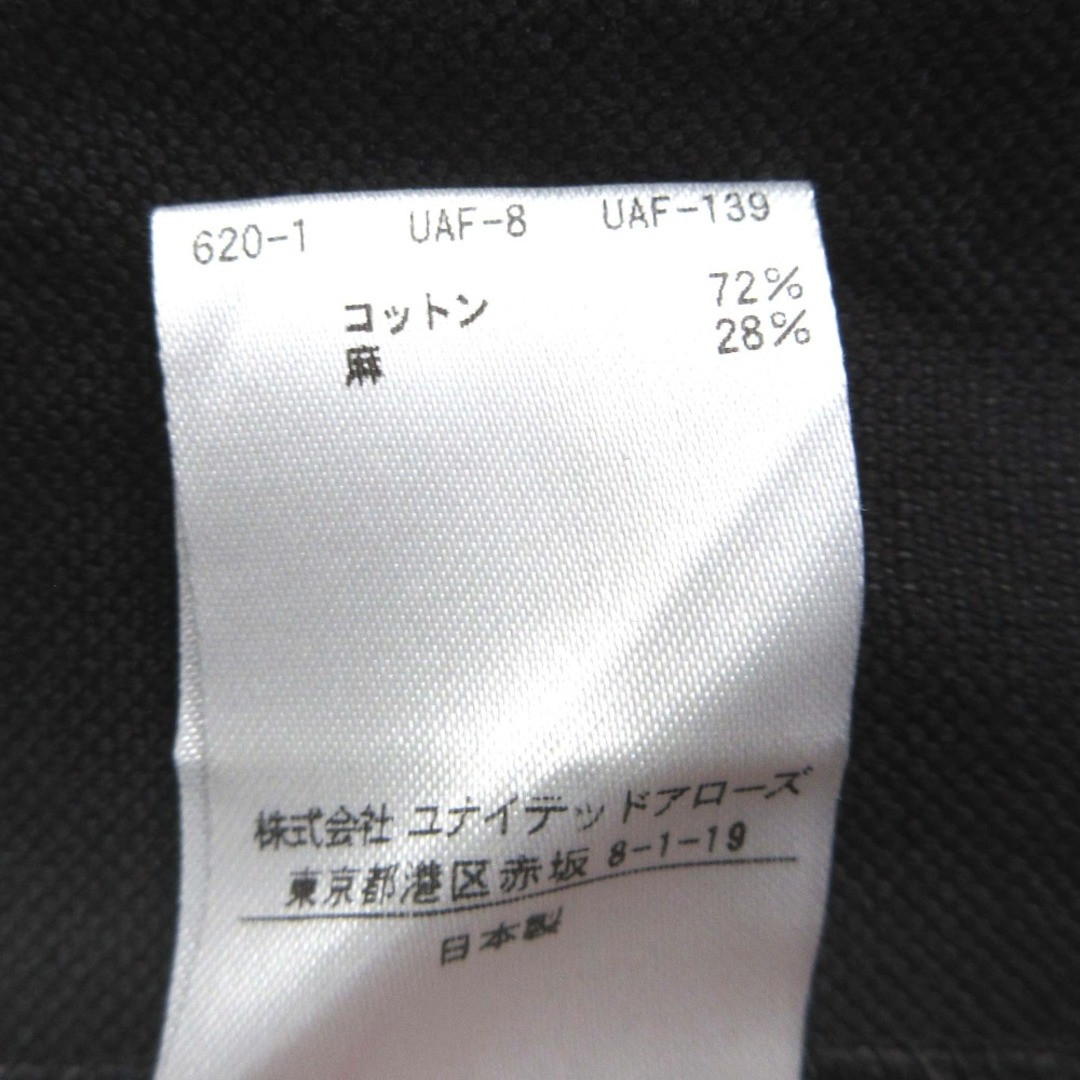 620-1 UAF-8 UAF-139
コットン 72%
麻 28%
株式会社 ユナイテッドアローズ
東京都港区赤坂 8-1-19
日本製